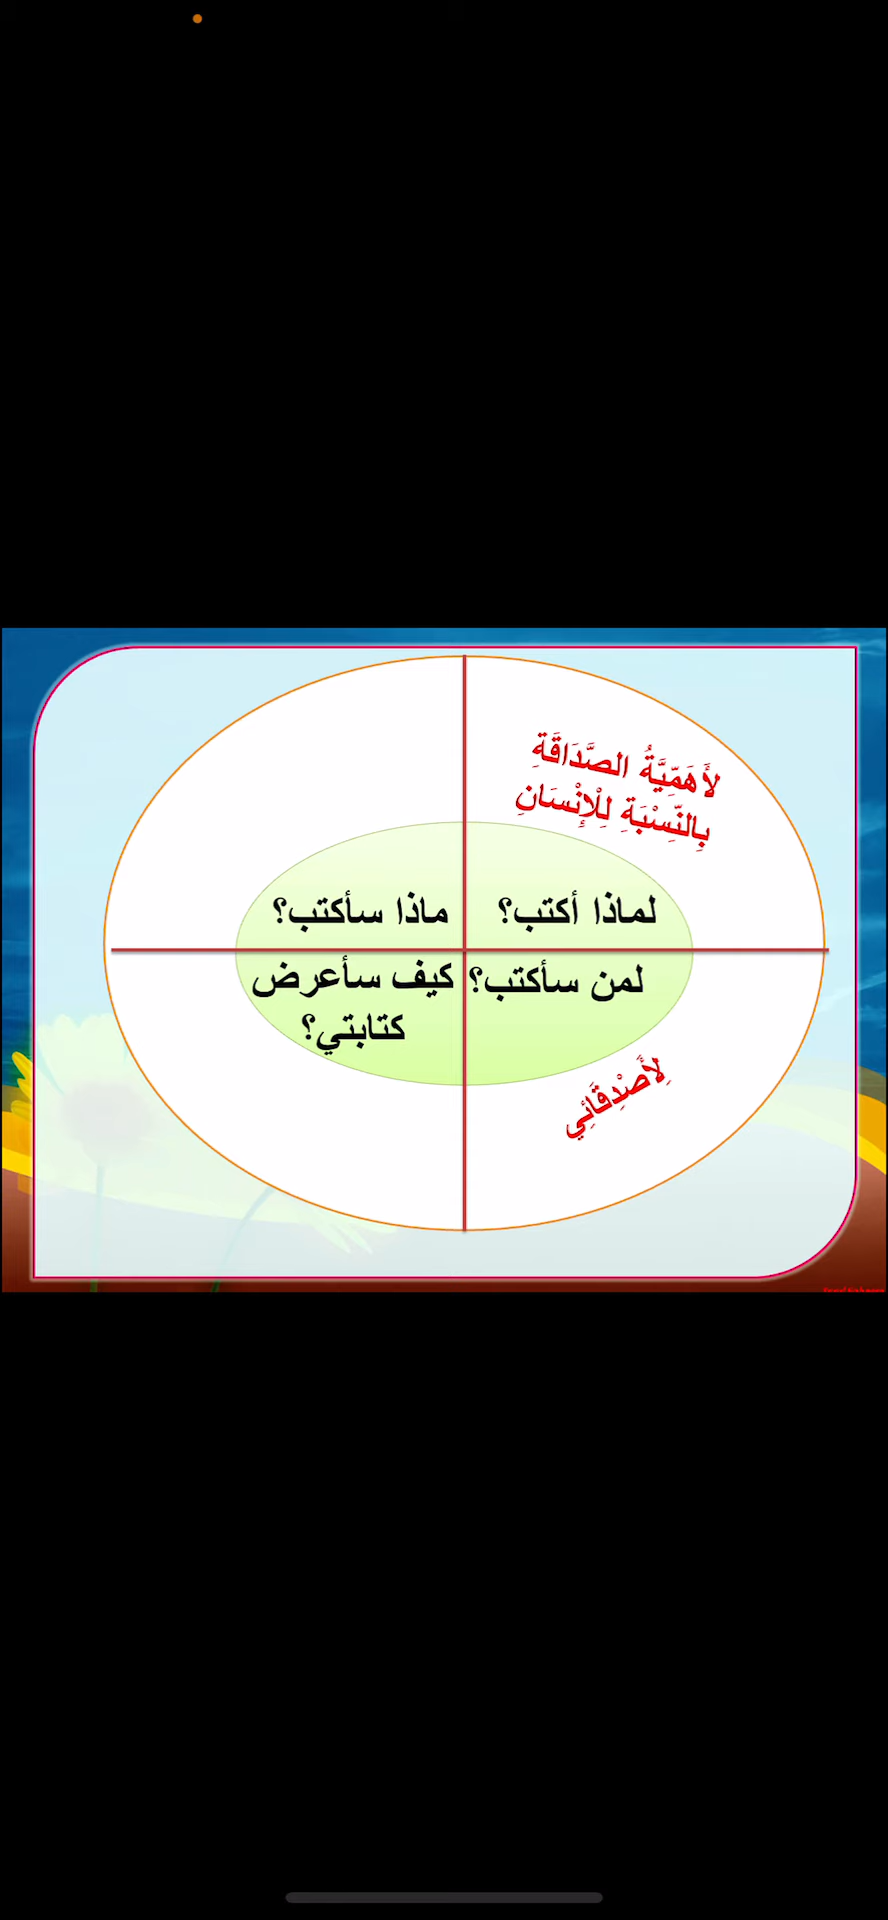 لأَهَمِّيَّةُ الصَّدَاقَةِ
بِالنِّسْبَةِ لِلْإِنْسَانِ
لماذا أكتب؟
ماذا سأكتب؟
لمن سأكتب؟
كيف سأعرض
كتابتي؟
لِأَصْدِقَائِي